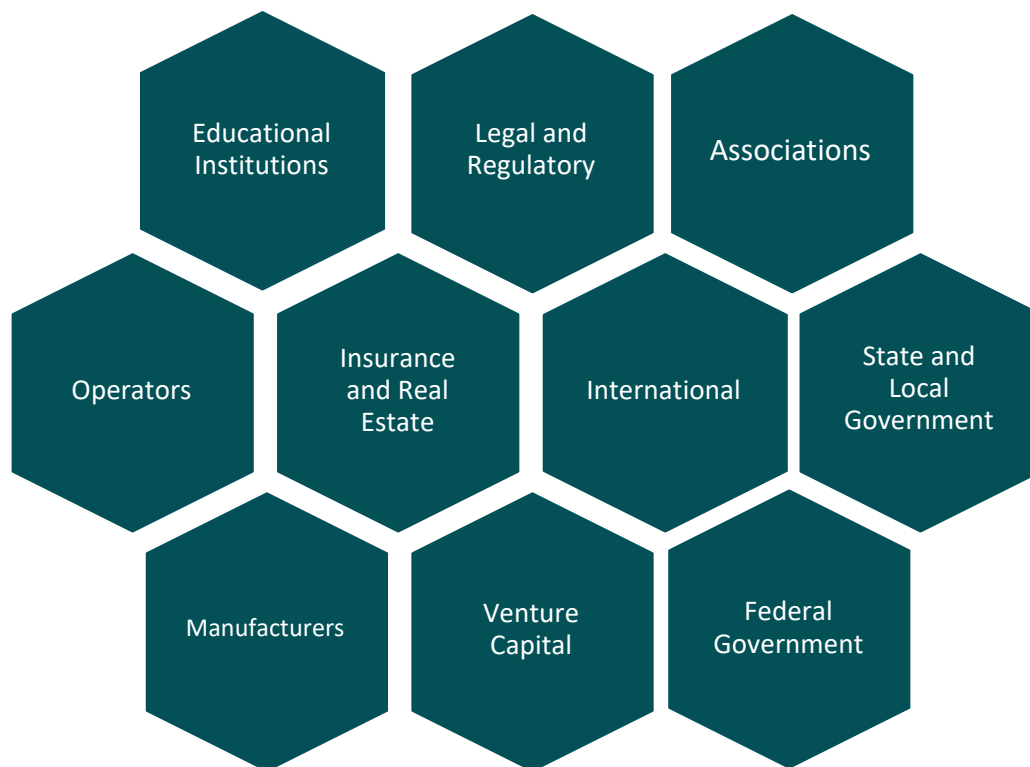 Educational
Institutions
Legal and
Regulatory
Associations
Operators
Insurance
and Real
Estate
International
State and
Local
Government
Manufacturers
Venture
Capital
Federal
Government